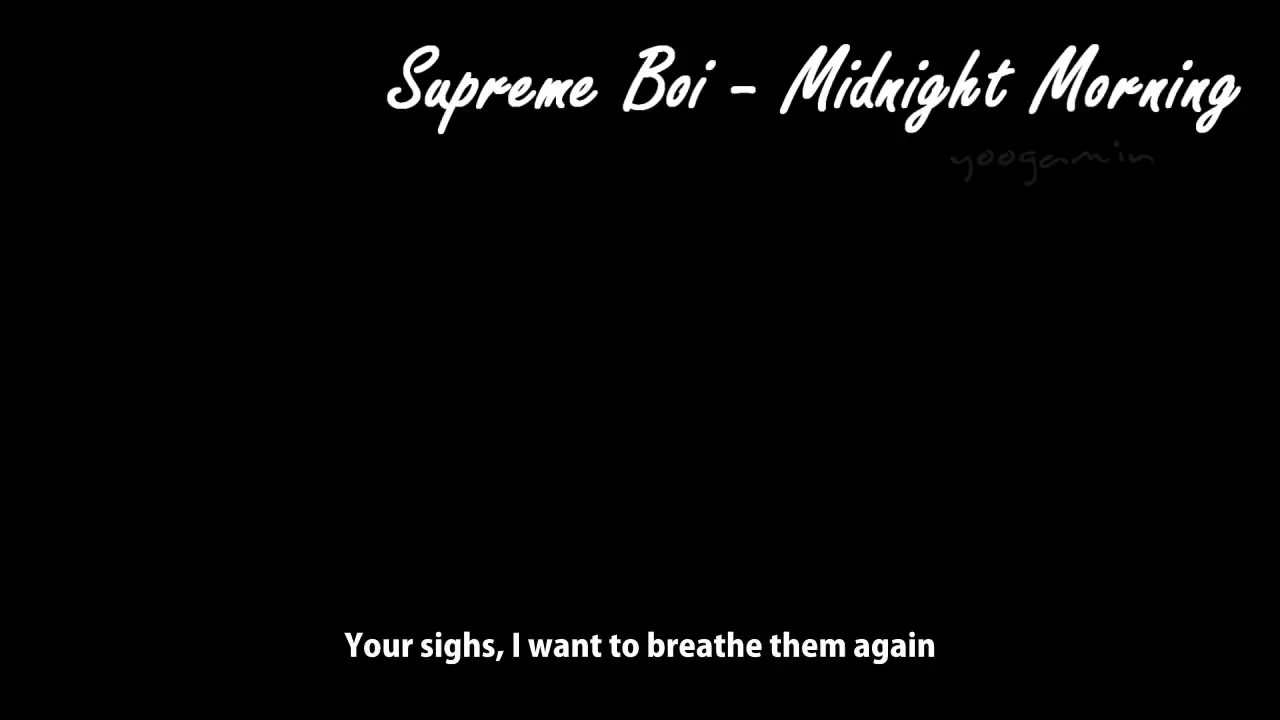 Supreme Boi - Midnight Morning
yoogamin
Your sighs, I want to breathe them again